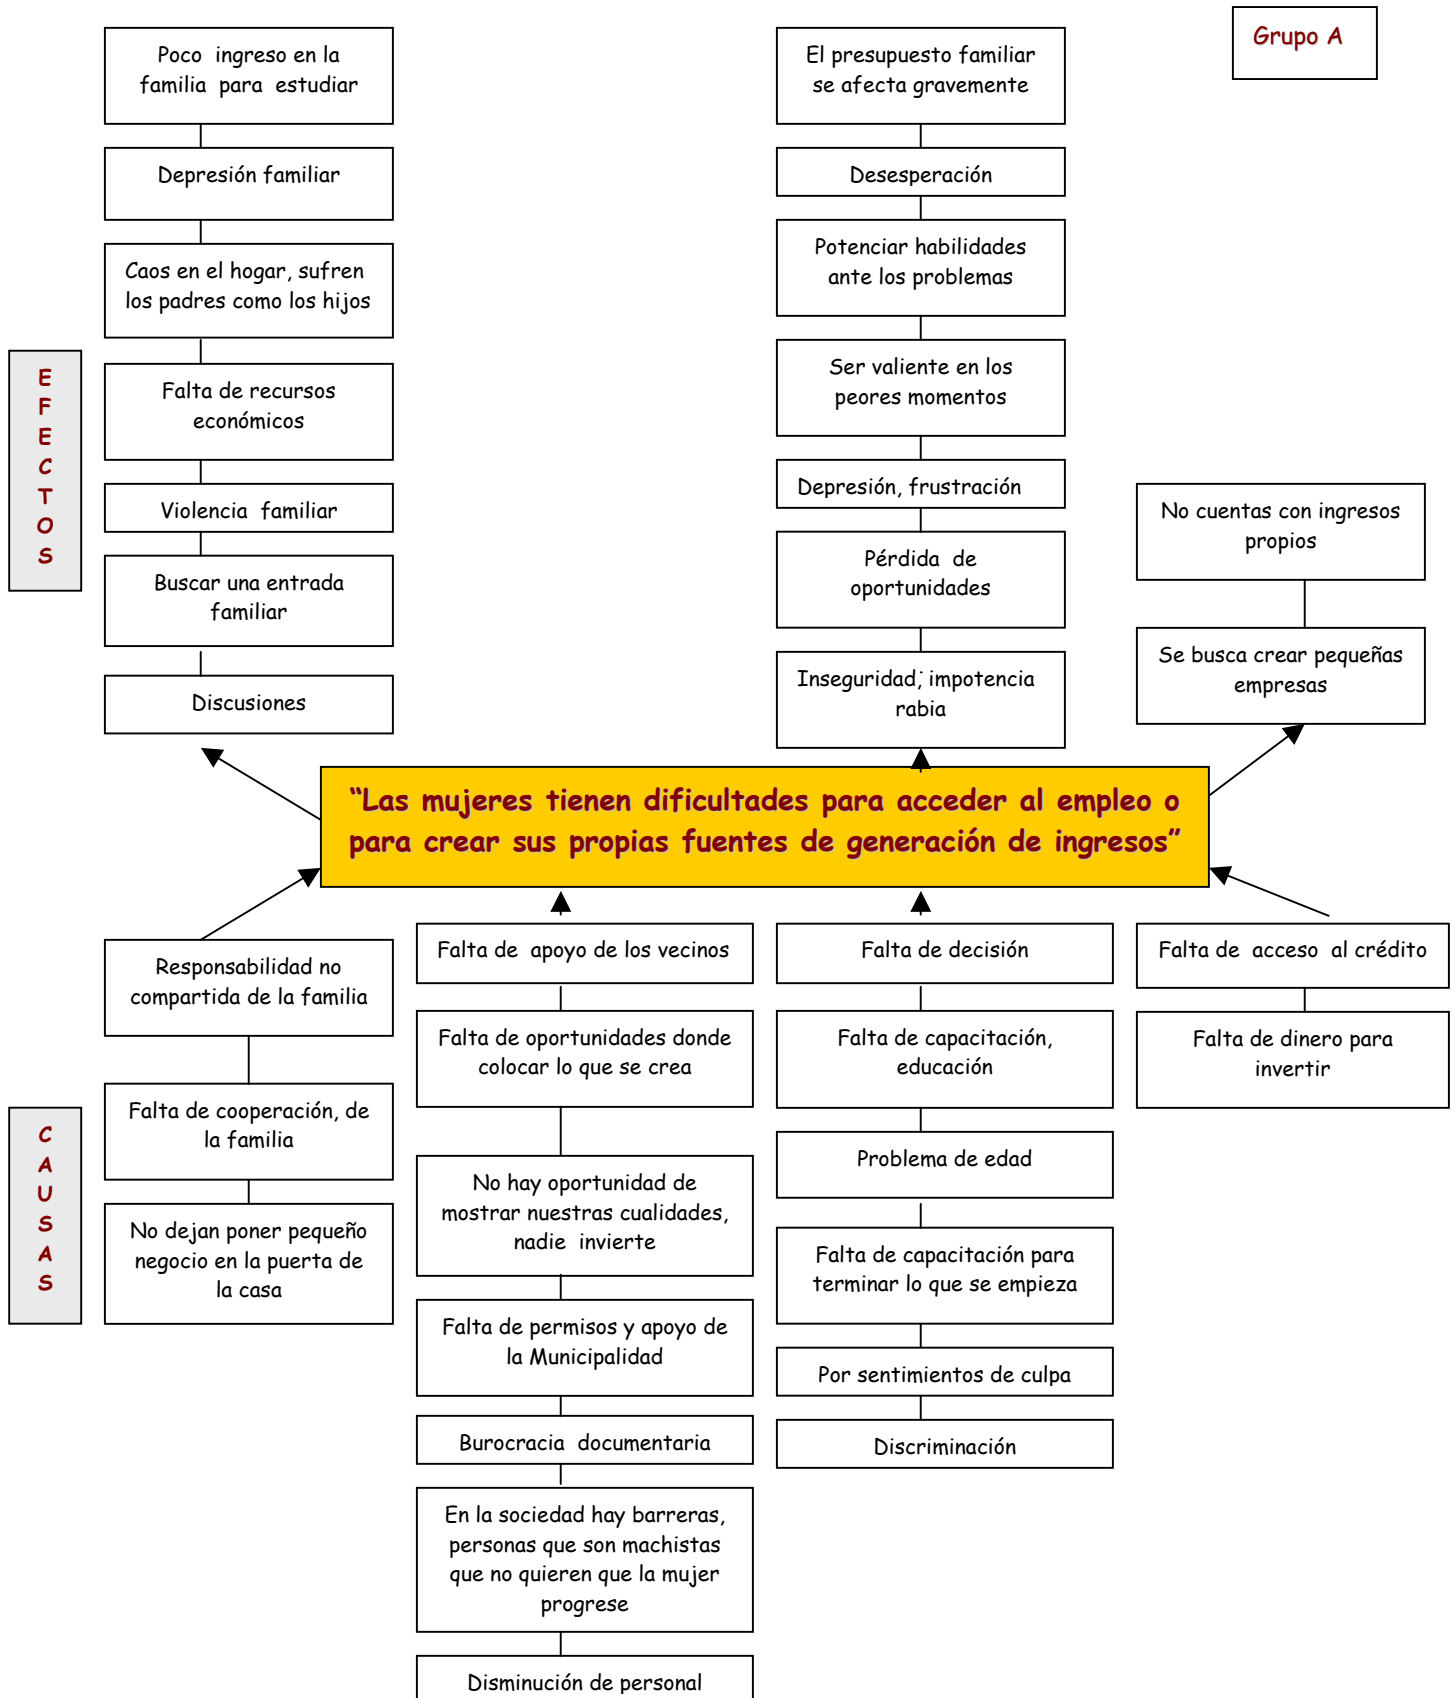 Grupo A
Poco ingreso en la
familia para estudiar
Depresión familiar
Caos en el hogar, sufren
los padres como los hijos
Falta de recursos
económicos
Violencia familiar
Buscar una entrada
familiar
Discusiones
El presupuesto familiar
se afecta gravemente
Desesperación
Potenciar habilidades
ante los problemas
Ser valiente en los
peores momentos
Depresión, frustración
Pérdida de
oportunidades
Inseguridad, impotencia
rabia
No cuentas con ingresos
propios
Se busca crear pequeñas
empresas
E
F
E
C
T
O
S
“Las mujeres tienen dificultades para acceder al empleo o
para crear sus propias fuentes de generación de ingresos”
C
A
U
S
A
S
Responsabilidad no
compartida de la familia
Falta de cooperación, de
la familia
No dejan poner pequeño
negocio en la puerta de
la casa
Falta de apoyo de los vecinos
Falta de oportunidades donde
colocar lo que se crea
No hay oportunidad de
mostrar nuestras cualidades,
nadie invierte
Falta de permisos y apoyo de
la Municipalidad
Burocracia documentaria
En la sociedad hay barreras,
personas que son machistas
que no quieren que la mujer
progrese
Disminución de personal
Falta de decisión
Falta de capacitación,
educación
Problema de edad
Falta de capacitación para
terminar lo que se empieza
Por sentimientos de culpa
Discriminación
Falta de acceso al crédito
Falta de dinero para
invertir